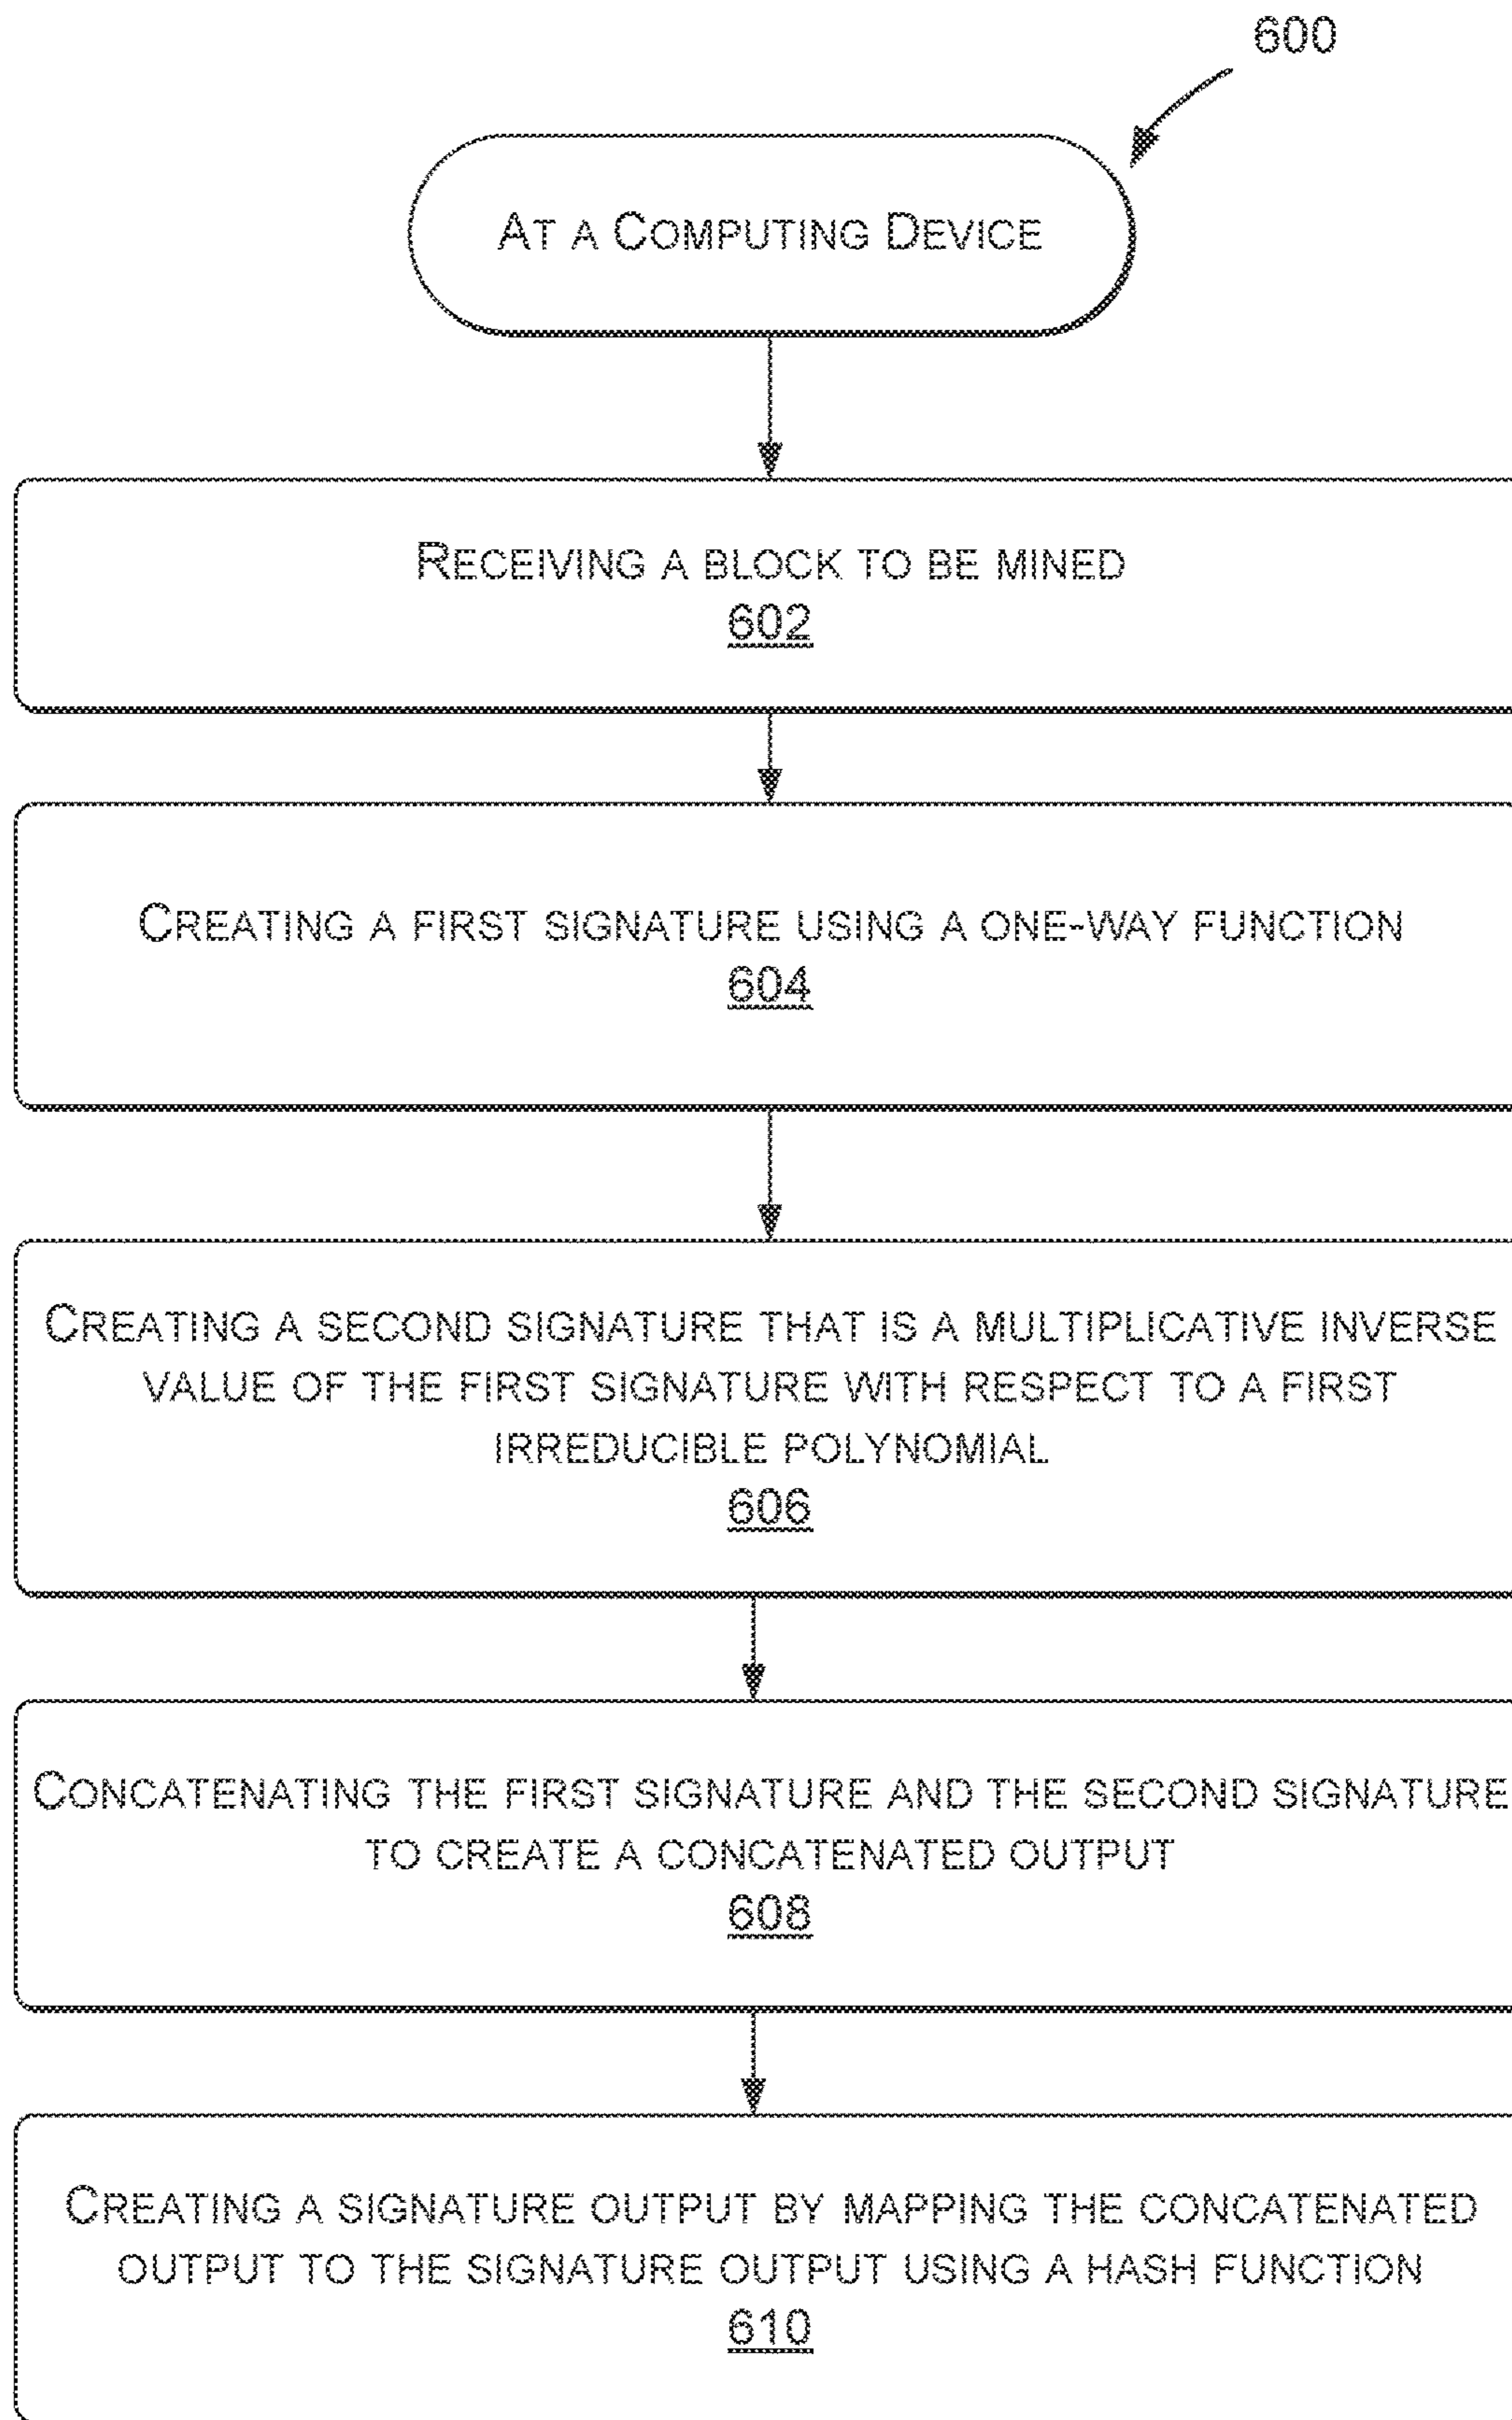 600
AT A COMPUTING DEVICE
RECEIVING A BLOCK TO BE MINED
602
CREATING A FIRST SIGNATURE USING A ONE-WAY FUNCTION
604
CREATING A SECOND SIGNATURE THAT IS A MULTIPLICATIVE INVERSE
VALUE OF THE FIRST SIGNATURE WITH RESPECT TO A FIRST
IRREDUCIBLE POLYNOMIAL
606
CONCATENATING THE FIRST SIGNATURE AND THE SECOND SIGNATURE
TO CREATE A CONCATENATED OUTPUT
608
CREATING A SIGNATURE OUTPUT BY MAPPING THE CONCATENATED
OUTPUT TO THE SIGNATURE OUTPUT USING A HASH FUNCTION
610